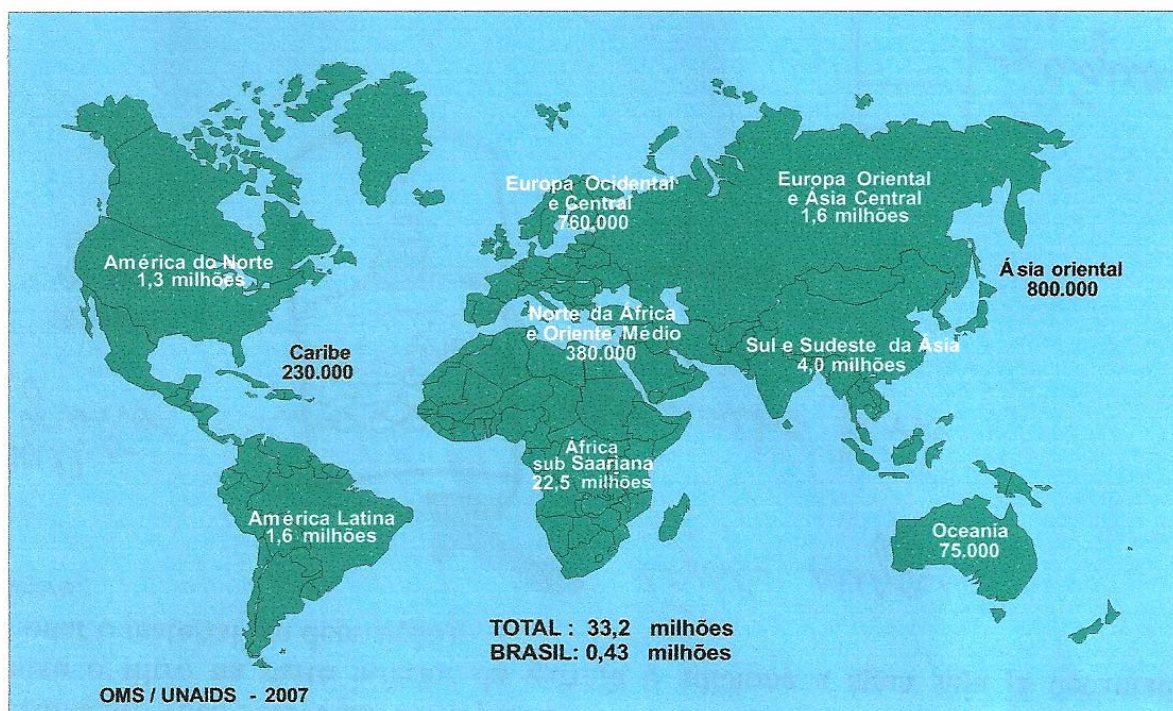 Europa Ocidental
e Central
760.000
Europa Oriental
e Ásia Central
1,6 milhões
América do Norte
1,3 milhões
Ásia oriental
800.000
Norte da África
e Oriente Médio
380.000
Caribe
230.000
Sul e Sudeste da Ásia
4,0 milhões
África
sub Saariana
22,5 milhões
América Latina
1,6 milhões
Oceania
75.000
TOTAL : 33,2 milhões
BRASIL: 0,43 milhões
OMS / UNAIDS - 2007